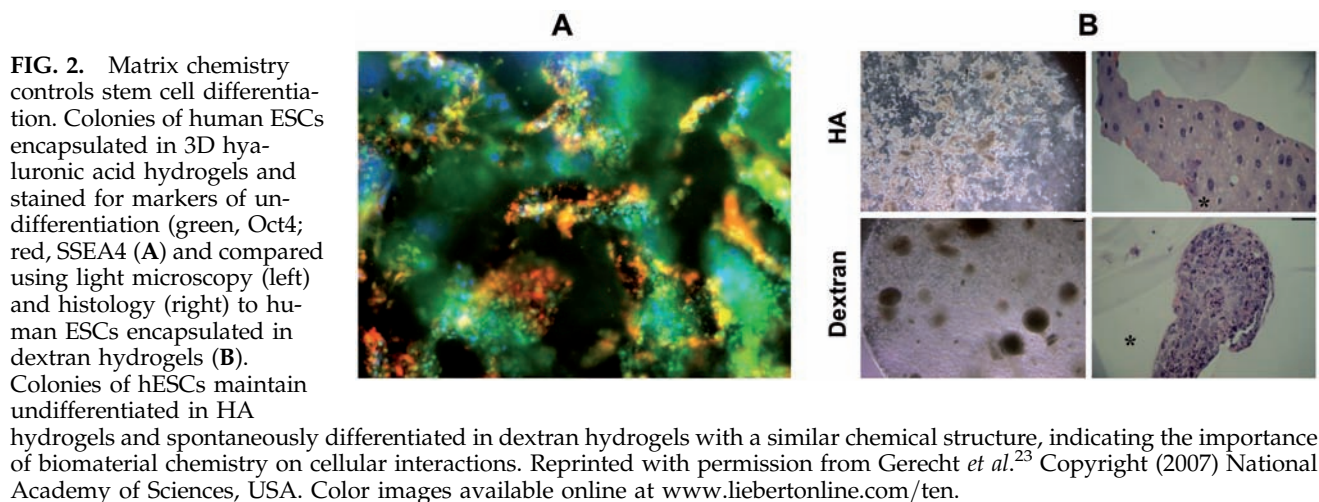 A
B
FIG. 2. Matrix chemistry
controls stem cell differentia-
tion. Colonies of human ESCs
encapsulated in 3D hya-
luronic acid hydrogels and
stained for markers of un-
differentiation (green, Oct4;
red, SSEA4 (A) and compared
using light microscopy (left)
and histology (right) to hu-
man ESCs encapsulated in
dextran hydrogels (B).
Colonies of hESCs maintain
undifferentiated in HA
hydrogels and spontaneously differentiated in dextran hydrogels with a similar chemical structure, indicating the importance
of biomaterial chemistry on cellular interactions. Reprinted with permission from Gerecht et al.23 Copyright (2007) National
Academy of Sciences, USA. Color images available online at www.liebertonline.com/ten.
HA
*
Dextran
*